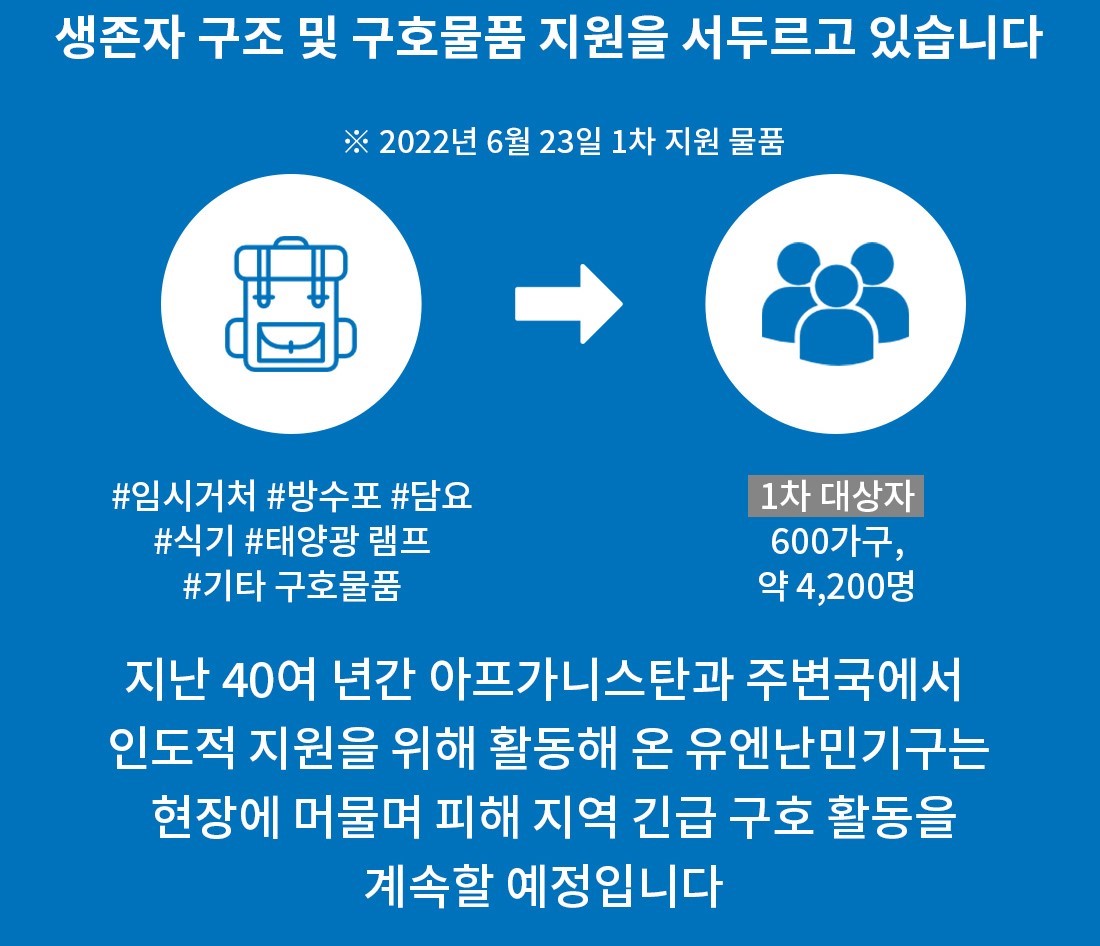 생존자 구조 및 구호물품 지원을 서두르고 있습니다
※ 2022년 6월 23일 1차 지원 물품
#임시거처 #방수포 #담요
#식기 #태양광 램프
#기타 구호물품
1차 대상자
600가구,
약 4,200명
지난 40여 년간 아프가니스탄과 주변국에서
인도적 지원을 위해 활동해 온 유엔난민기구는
현장에 머물며 피해 지역 긴급 구호 활동을
계속할 예정입니다